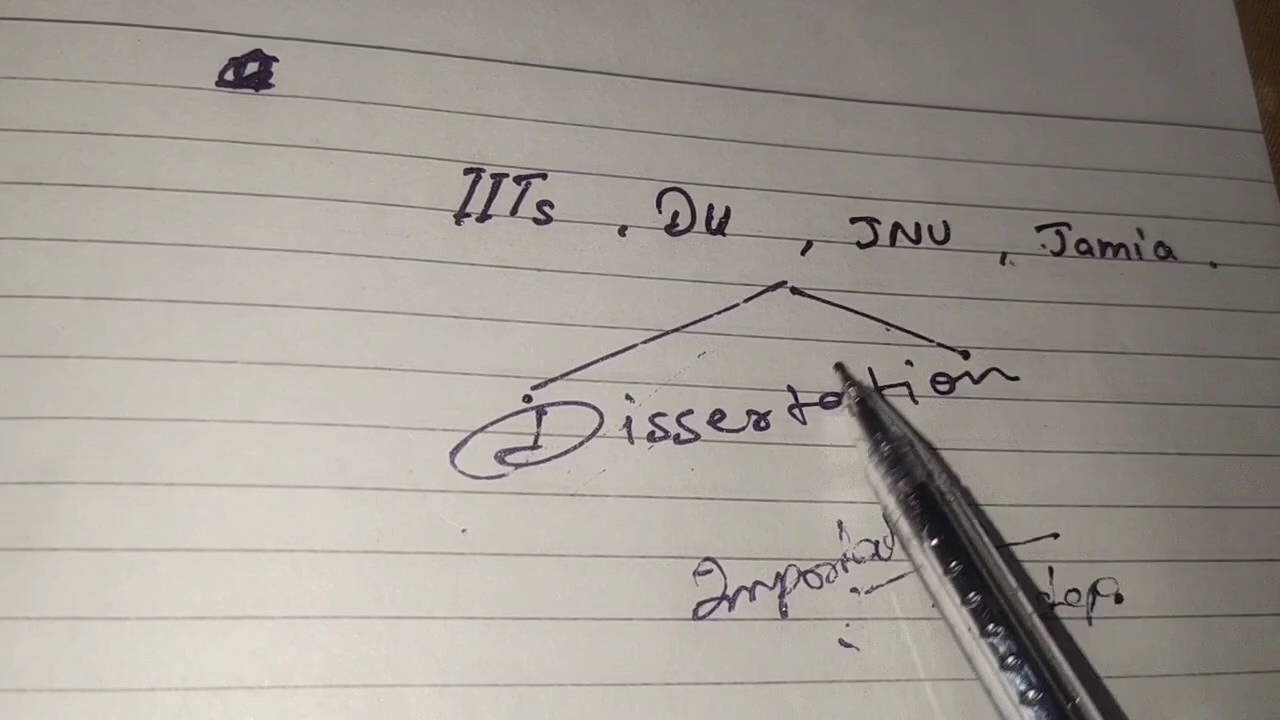 IITs , DU , JNU , Jamia .
Dissertation